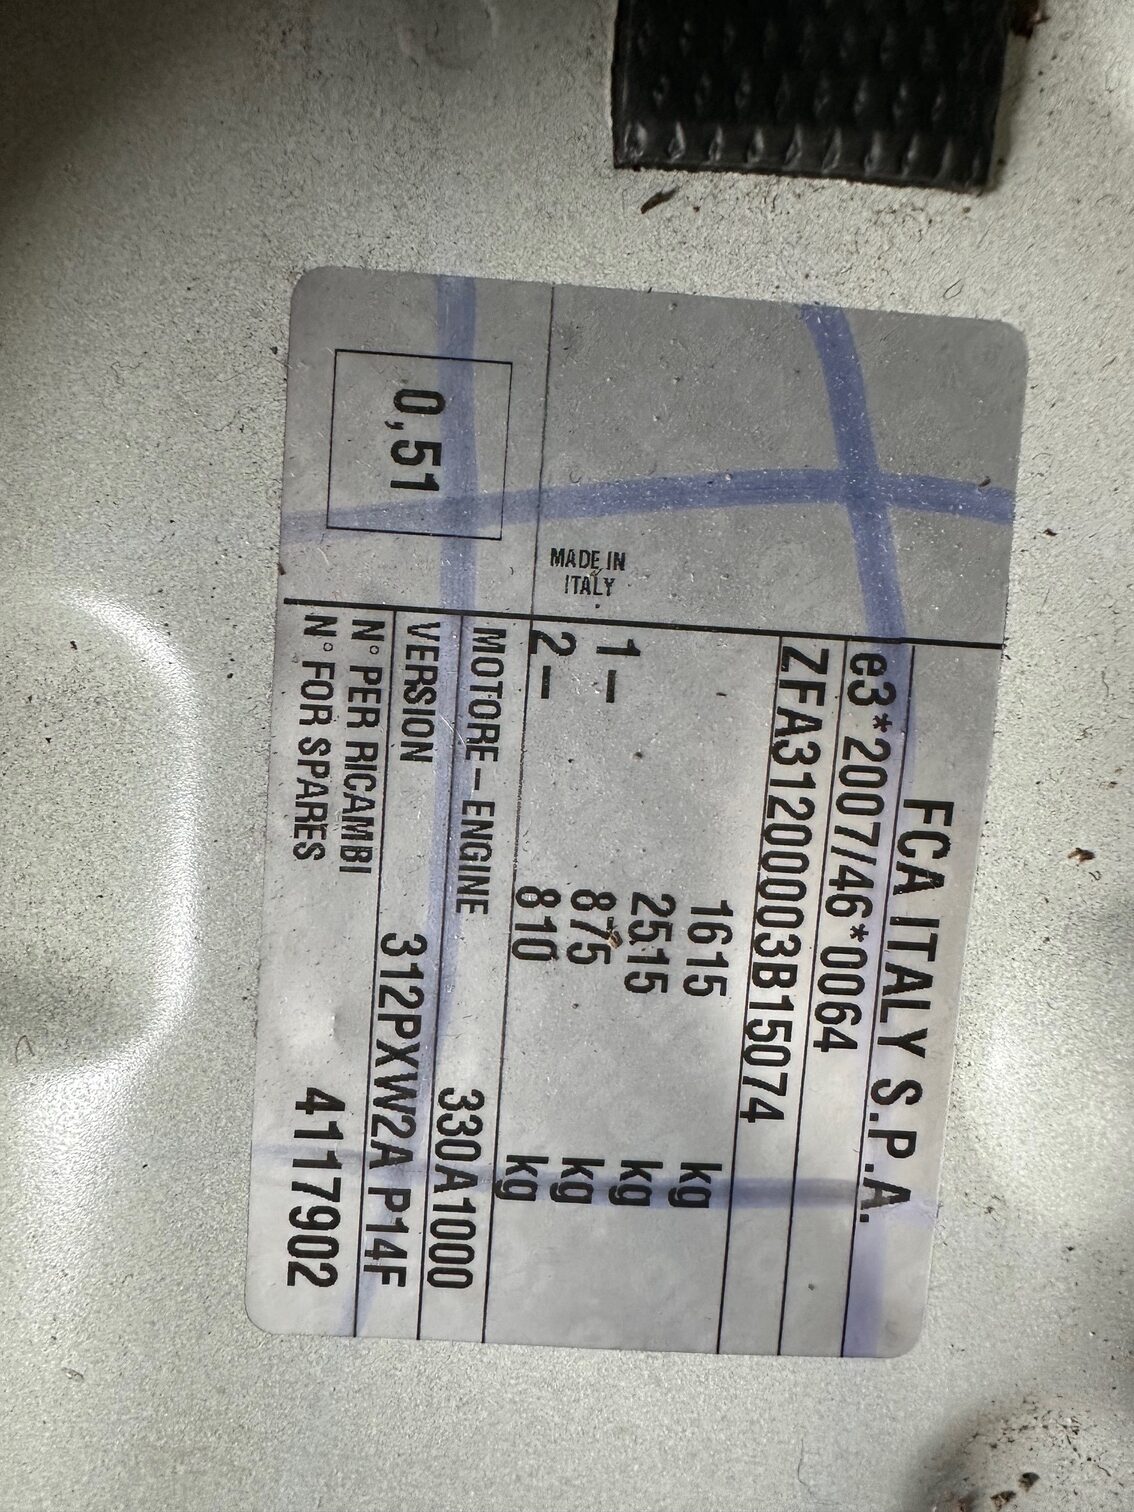 FCA ITALY S.P.A.
e3*2007/46*0064
ZFA31200003B15074
1615 kg
2515 kg
1- 875 kg
2- 810 kg
MADE IN
ITALY
MOTORE - ENGINE 330A1000
VERSION 312PXW2A P14F
N° PER RICAMBI
N° FOR SPARES 4117902
0,51